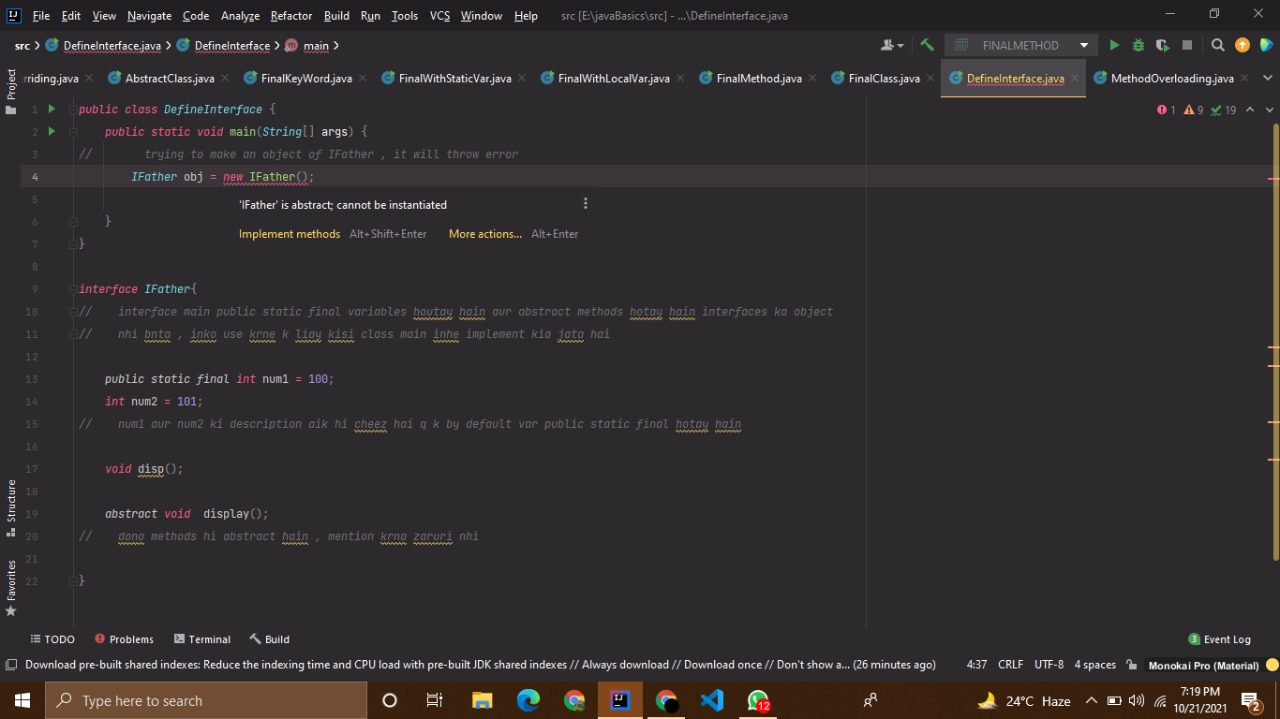 File Edit View Navigate Code Analyze Refactor Build Run Tools VCS Window Help src [E:\javaBasics\src] - ...\DefineInterface.java
src DefineInterface.java DefineInterface main FINALMETHOD
rriding.java AbstractClass.java FinalKeyWord.java FinalWithStaticVar.java FinalWithLocalVar.java FinalMethod.java FinalClass.java DefineInterface.java MethodOverloading.java
Project
1 public class DefineInterface { 1 9 19
2 public static void main(String[] args) {
3 // trying to make an object of IFather , it will throw error
4 IFather obj = new IFather();
5 'IFather' is abstract; cannot be instantiated
6 }
Implement methods Alt+Shift+Enter More actions... Alt+Enter
7 }
8
9 interface IFather{
10 // interface main public static final variables houtay hain aur abstract methods hotay hain interfaces ka object
11 // nhi bnta , inko use krne k liay kisi class main inhe implement kia jata hai
12
13 public static final int num1 = 100;
14 int num2 = 101;
15 // num1 aur num2 ki description aik hi cheez hai q k by default var public static final hotay hain
16
17 void disp();
18
19 abstract void display();
20 // dono methods hi abstract hain , mention krna zaruri nhi
21
22 }
Structure
Favorites
TODO Problems Terminal Build 3 Event Log
Download pre-built shared indexes: Reduce the indexing time and CPU load with pre-built JDK shared indexes // Always download // Download once // Don't show a... (26 minutes ago) 4:37 CRLF UTF-8 4 spaces Monokai Pro (Material)
Type here to search 12 24°C Haze 7:19 PM
10/21/2021 2